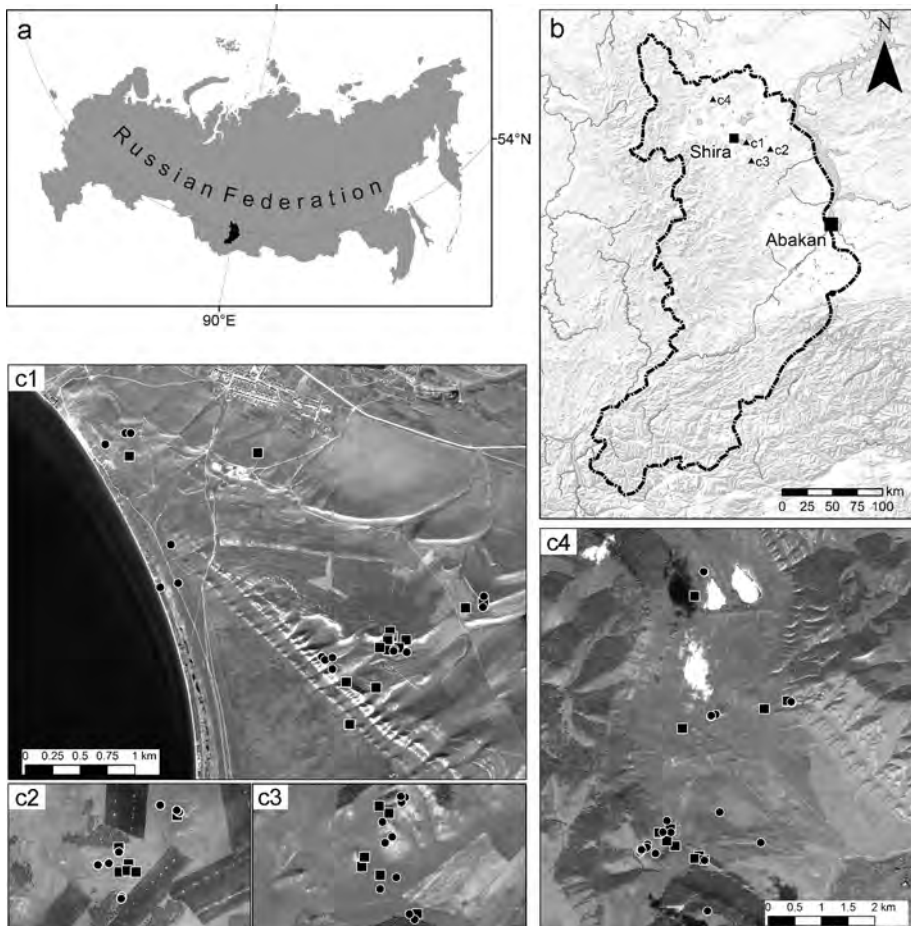 a
54°N
Russian Federation
90°E
b
N
c4
Shira
c1
c2
c3
Abakan
km
0 25 50 75 100
c1
0 0.25 0.5 0.75 1 km
c2
c3
c4
0 0.5 1 1.5 2 km